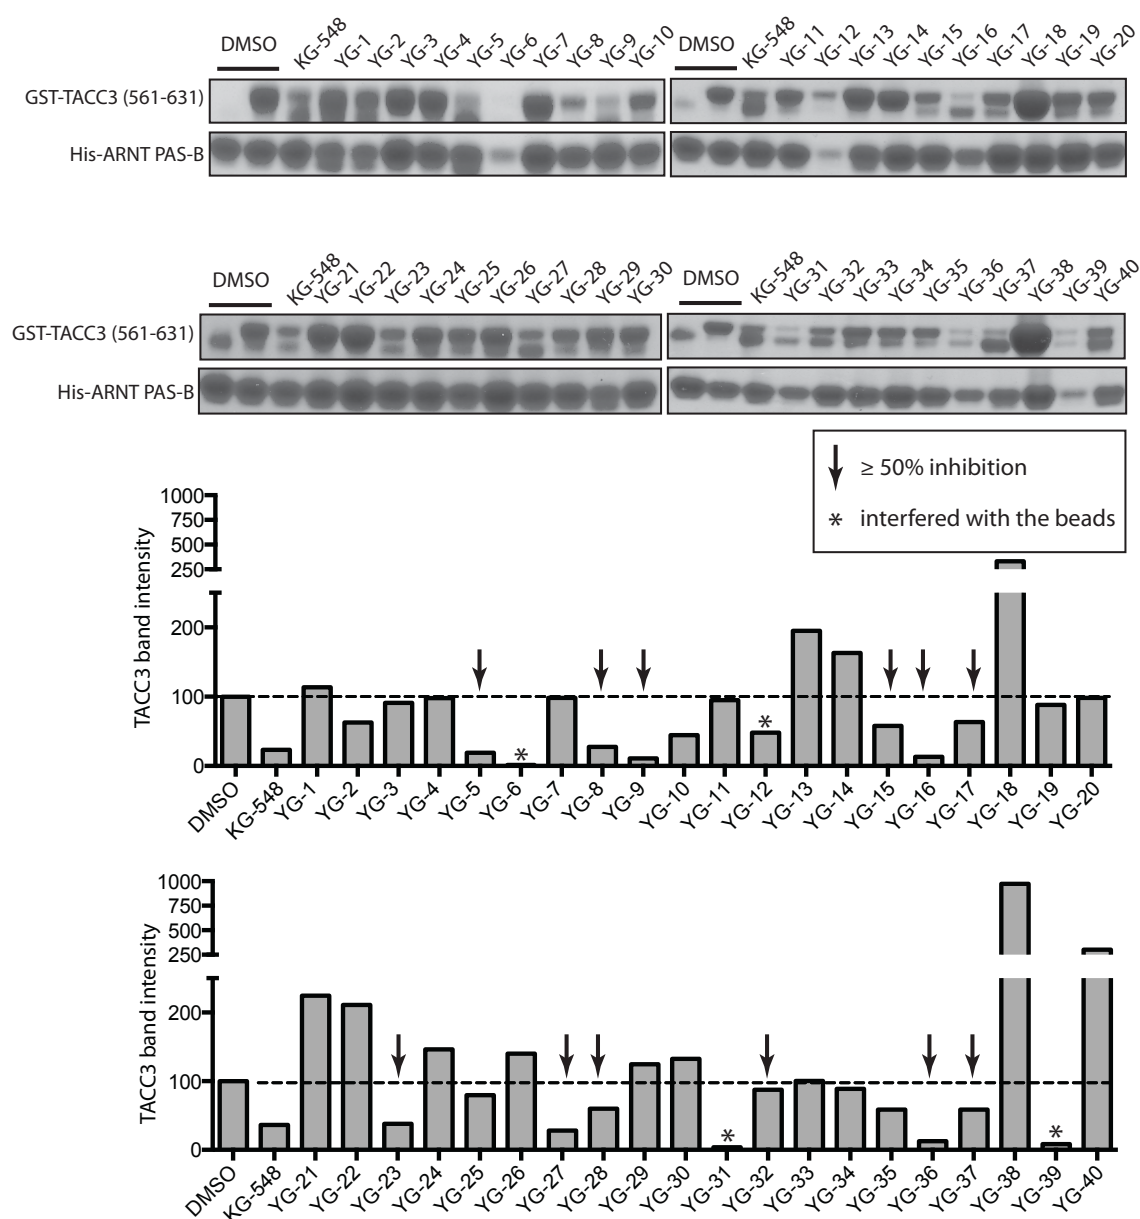 DMSO KG-548 YG-1 YG-2 YG-3 YG-4 YG-5 YG-6 YG-7 YG-8 YG-9 YG-10 DMSO KG-548 YG-11 YG-12 YG-13 YG-14 YG-15 YG-16 YG-17 YG-18 YG-19 YG-20
GST-TACC3 (561-631)
His-ARNT PAS-B
DMSO KG-548 YG-21 YG-22 YG-23 YG-24 YG-25 YG-26 YG-27 YG-28 YG-29 YG-30 DMSO KG-548 YG-31 YG-32 YG-33 YG-34 YG-35 YG-36 YG-37 YG-38 YG-39 YG-40
GST-TACC3 (561-631)
His-ARNT PAS-B
≥ 50% inhibition
* interfered with the beads
TACC3 band intensity
1000
750
500
250
200
100
0
* *
DMSO KG-548 YG-1 YG-2 YG-3 YG-4 YG-5 YG-6 YG-7 YG-8 YG-9 YG-10 YG-11 YG-12 YG-13 YG-14 YG-15 YG-16 YG-17 YG-18 YG-19 YG-20
TACC3 band intensity
1000
750
500
250
200
100
0
* *
DMSO KG-548 YG-21 YG-22 YG-23 YG-24 YG-25 YG-26 YG-27 YG-28 YG-29 YG-30 YG-31 YG-32 YG-33 YG-34 YG-35 YG-36 YG-37 YG-38 YG-39 YG-40